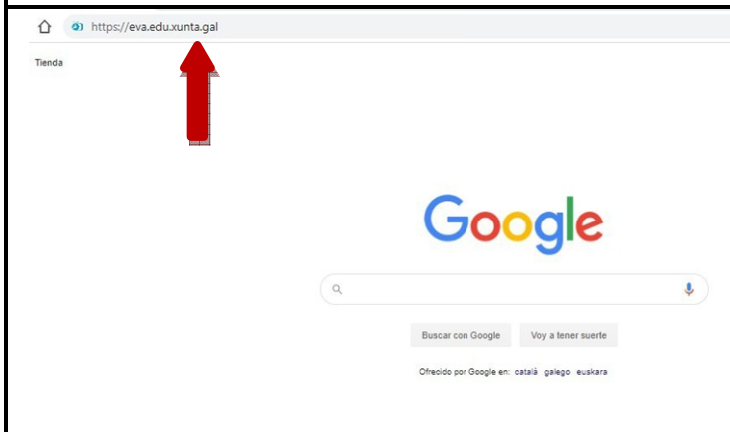 https://eva.edu.xunta.gal
Tienda
Google
Buscar con Google Voy a tener suerte
Ofrecido por Google en: català galego euskara